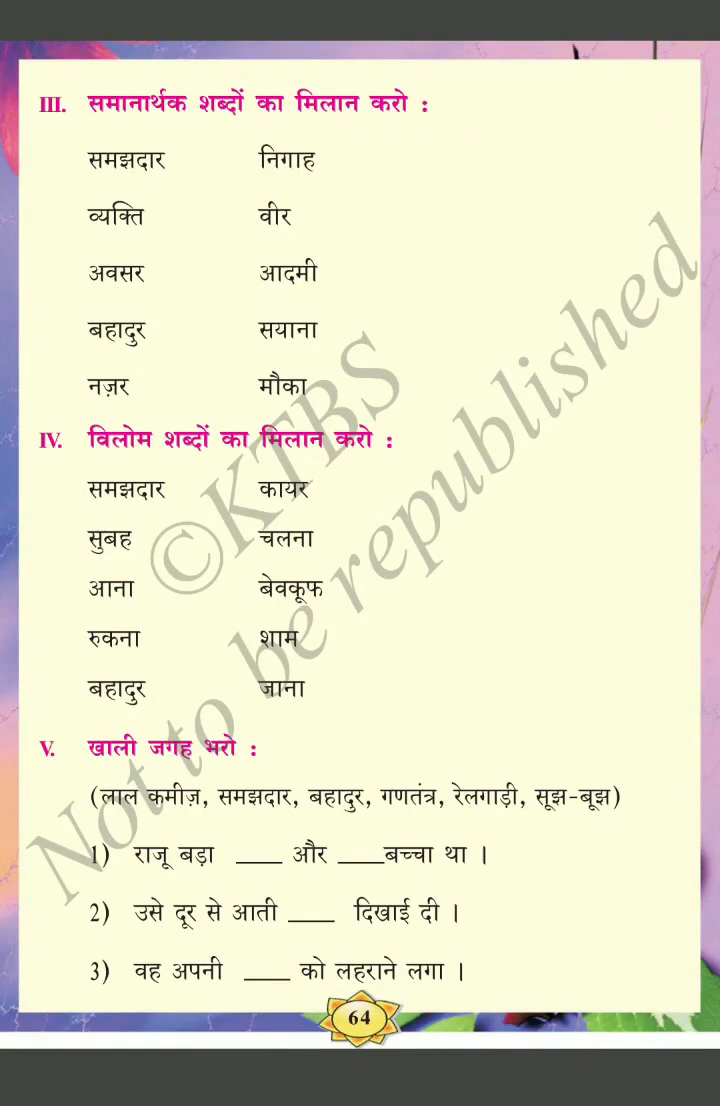 III. समानार्थक शब्दों का मिलान करो :
समझदार निगाह
व्यक्ति वीर
अवसर आदमी
बहादुर सयाना
नज़र मौका
IV. विलोम शब्दों का मिलान करो :
समझदार कायर
सुबह चलना
आना बेवकूफ
रुकना शाम
बहादुर जाना
V. खाली जगह भरो :
(लाल कमीज़, समझदार, बहादुर, गणतंत्र, रेलगाड़ी, सूझ-बूझ)
1) राजू बड़ा ____ और ____बच्चा था ।
2) उसे दूर से आती ____ दिखाई दी ।
3) वह अपनी ____ को लहराने लगा ।
64
©KTBS
Not to be republished